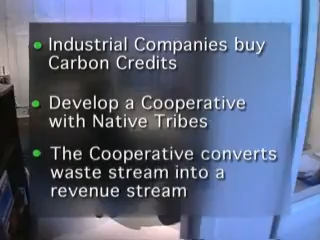 Industrial Companies buy
Carbon Credits
Develop a Cooperative
with Native Tribes
The Cooperative converts
waste stream into a
revenue stream